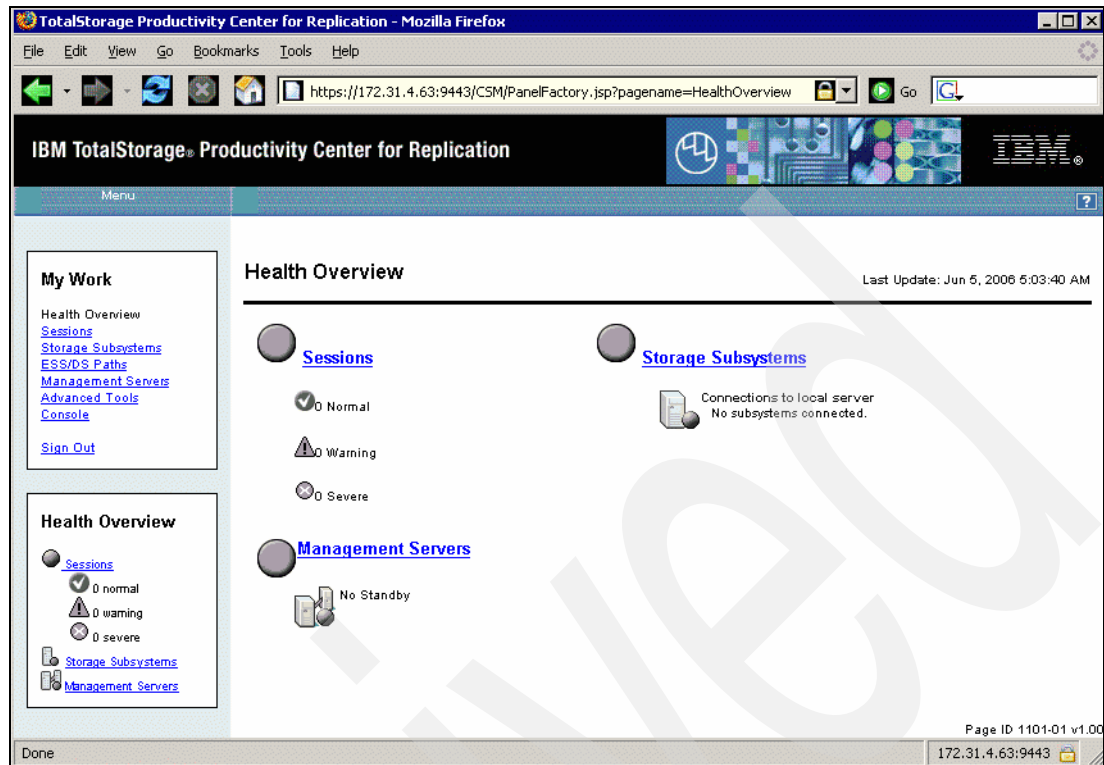 TotalStorage Productivity Center for Replication - Mozilla Firefox
File Edit View Go Bookmarks Tools Help
https://172.31.4.63:9443/CSM/PanelFactory.jsp?pagename=HealthOverview
Go
G
IBM TotalStorage® Productivity Center for Replication
IBM®
Menu
?
My Work
Health Overview
Sessions
Storage Subsystems
ESS/DS Paths
Management Servers
Advanced Tools
Console
Sign Out
Health Overview
Sessions
0 normal
0 warning
0 severe
Storage Subsystems
Management Servers
Health Overview
Last Update: Jun 5, 2006 5:03:40 AM
Sessions
0 Normal
0 Warning
0 Severe
Management Servers
No Standby
Storage Subsystems
Connections to local server
No subsystems connected.
Page ID 1101-01 v1.00
Done
172.31.4.63:9443